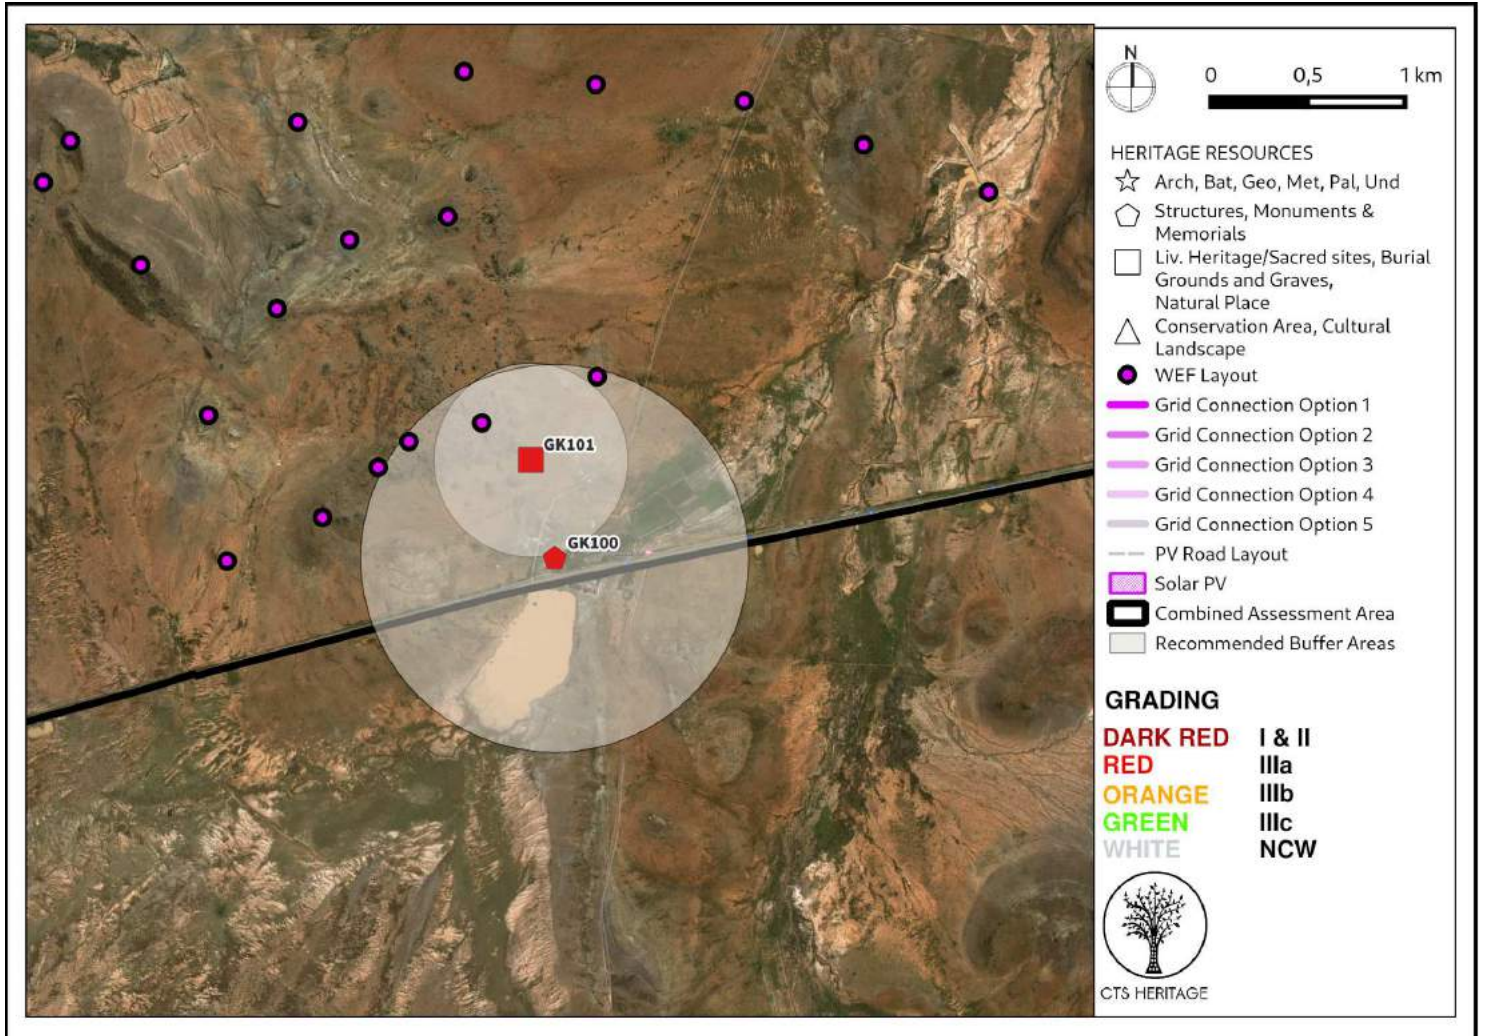 N
0 0,5 1 km
HERITAGE RESOURCES
Arch, Bat, Geo, Met, Pal, Und
Structures, Monuments &
Memorials
Liv. Heritage/Sacred sites, Burial
Grounds and Graves,
Natural Place
Conservation Area, Cultural
Landscape
WEF Layout
Grid Connection Option 1
Grid Connection Option 2
Grid Connection Option 3
Grid Connection Option 4
Grid Connection Option 5
PV Road Layout
Solar PV
Combined Assessment Area
Recommended Buffer Areas
GRADING
DARK RED I & II
RED IIIa
ORANGE IIIb
GREEN IIIc
WHITE NCW
CTS HERITAGE
GK101
GK100